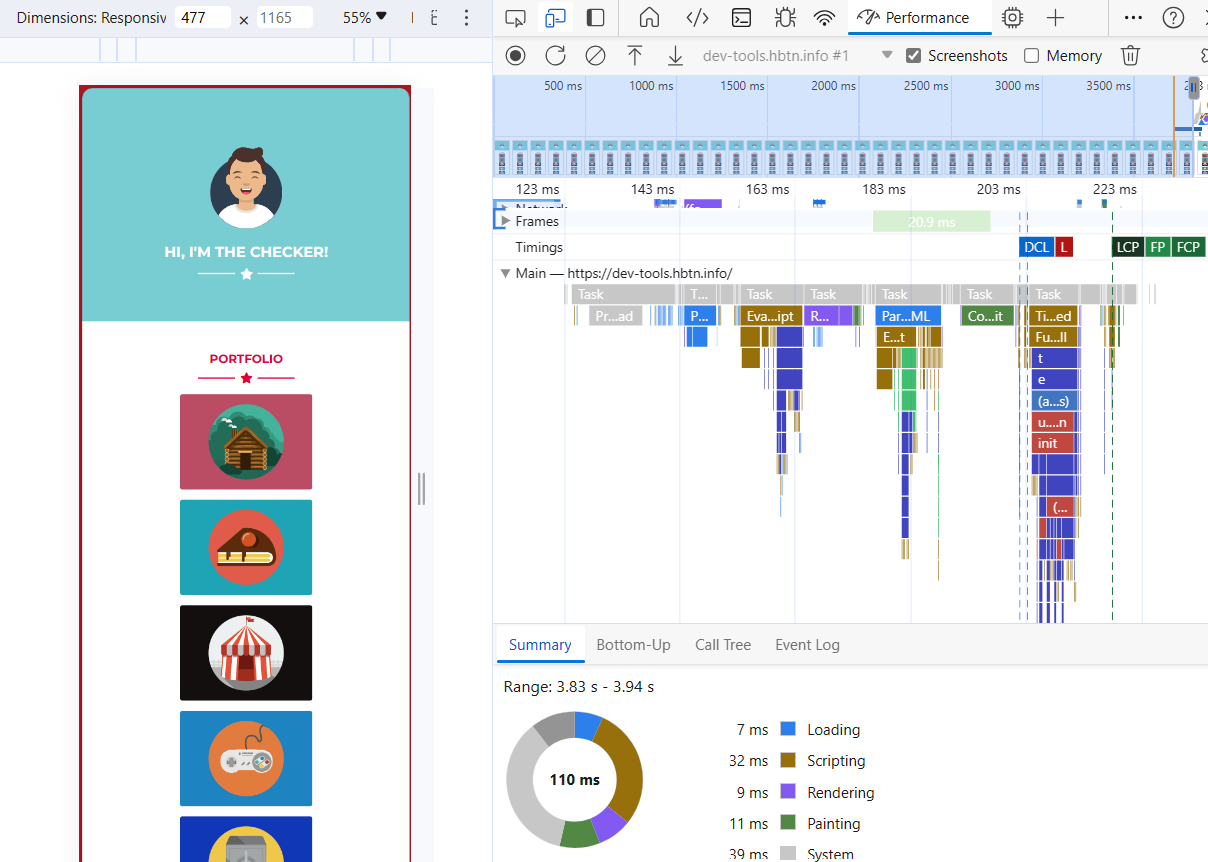 Dimensions: Responsiv 477 × 1165 55% ▼
Performance
dev-tools.hbtn.info #1 Screenshots Memory
500 ms 1000 ms 1500 ms 2000 ms 2500 ms 3000 ms 3500 ms
123 ms 143 ms 163 ms 183 ms 203 ms 223 ms
Network
Frames 20.9 ms
Timings DCL L LCP FP FCP
Main — https://dev-tools.hbtn.info/
Task T... Task Task Task Task Task
Pr...ad P... Eva...ipt R... Par...ML Co...it Ti...ed
E...t Fu...ll
t
e
(a...s)
u....n
init
(...
HI, I'M THE CHECKER!
PORTFOLIO
Summary Bottom-Up Call Tree Event Log
Range: 3.83 s - 3.94 s
110 ms
7 ms Loading
32 ms Scripting
9 ms Rendering
11 ms Painting
39 ms System